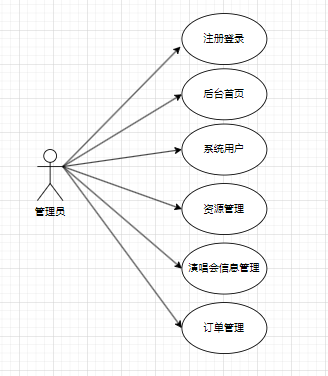 注册登录
后台首页
系统用户
管理员
资源管理
演唱会信息管理
订单管理